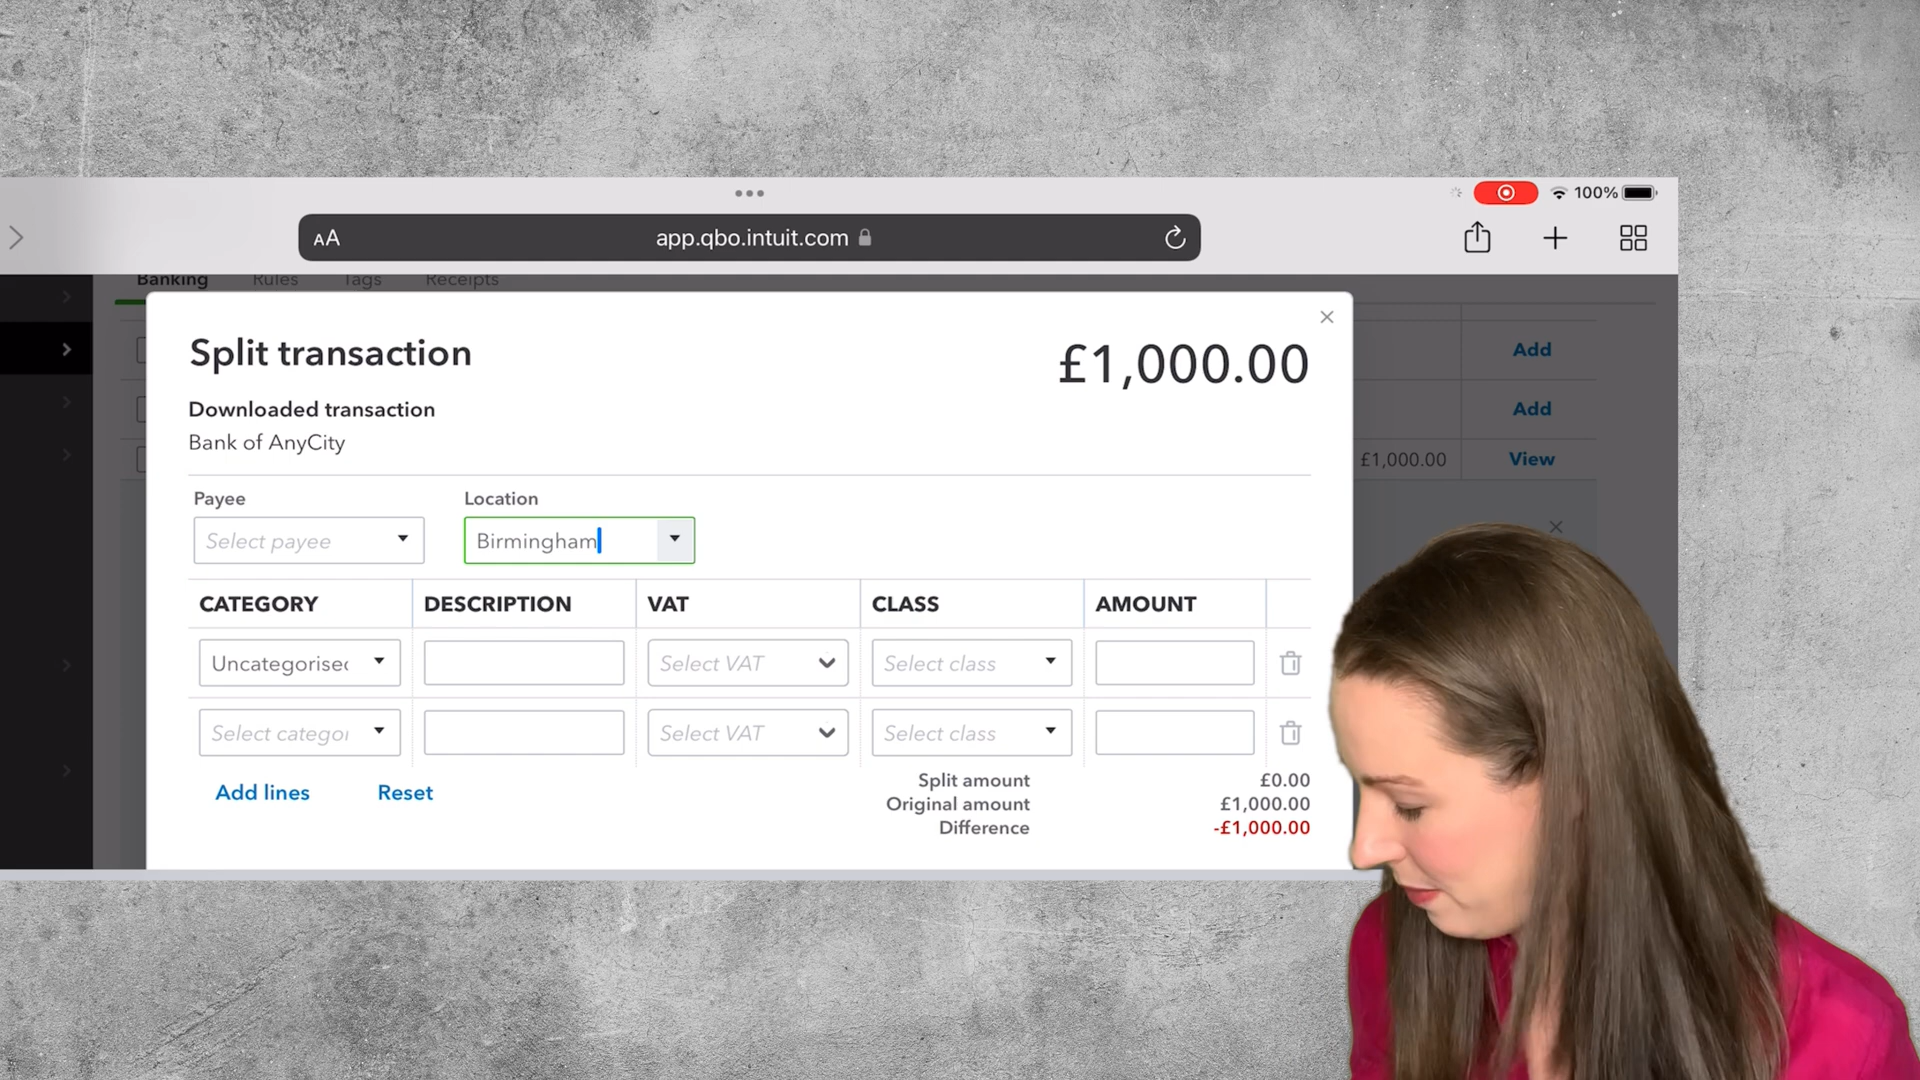 100%
AA app.qbo.intuit.com
Banking Rules Tags Receipts
Split transaction £1,000.00
Add
Downloaded transaction
Add
Bank of AnyCity
£1,000.00 View
Payee Location
Select payee Birmingham
CATEGORY DESCRIPTION VAT CLASS AMOUNT
Uncategorised Select VAT Select class
Select categor Select VAT Select class
Split amount £0.00
Add lines Reset
Original amount £1,000.00
Difference -£1,000.00